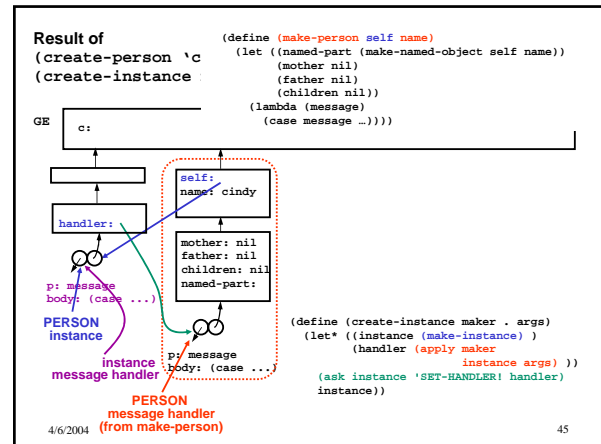 Result of
(create-person ‘c
(create-instance
(define (make-person self name)
(let ((named-part (make-named-object self name))
(mother nil)
(father nil)
(children nil))
(lambda (message)
(case message …))))
GE
c:
self:
name: cindy
handler:
mother: nil
father: nil
children: nil
named-part:
p: message
body: (case ...)
PERSON
instance
instance
message handler
p: message
body: (case ...)
PERSON
message handler
(from make-person)
(define (create-instance maker . args)
(let* ((instance (make-instance) )
(handler (apply maker
instance args) ))
(ask instance 'SET-HANDLER! handler)
instance))
4/6/2004
45